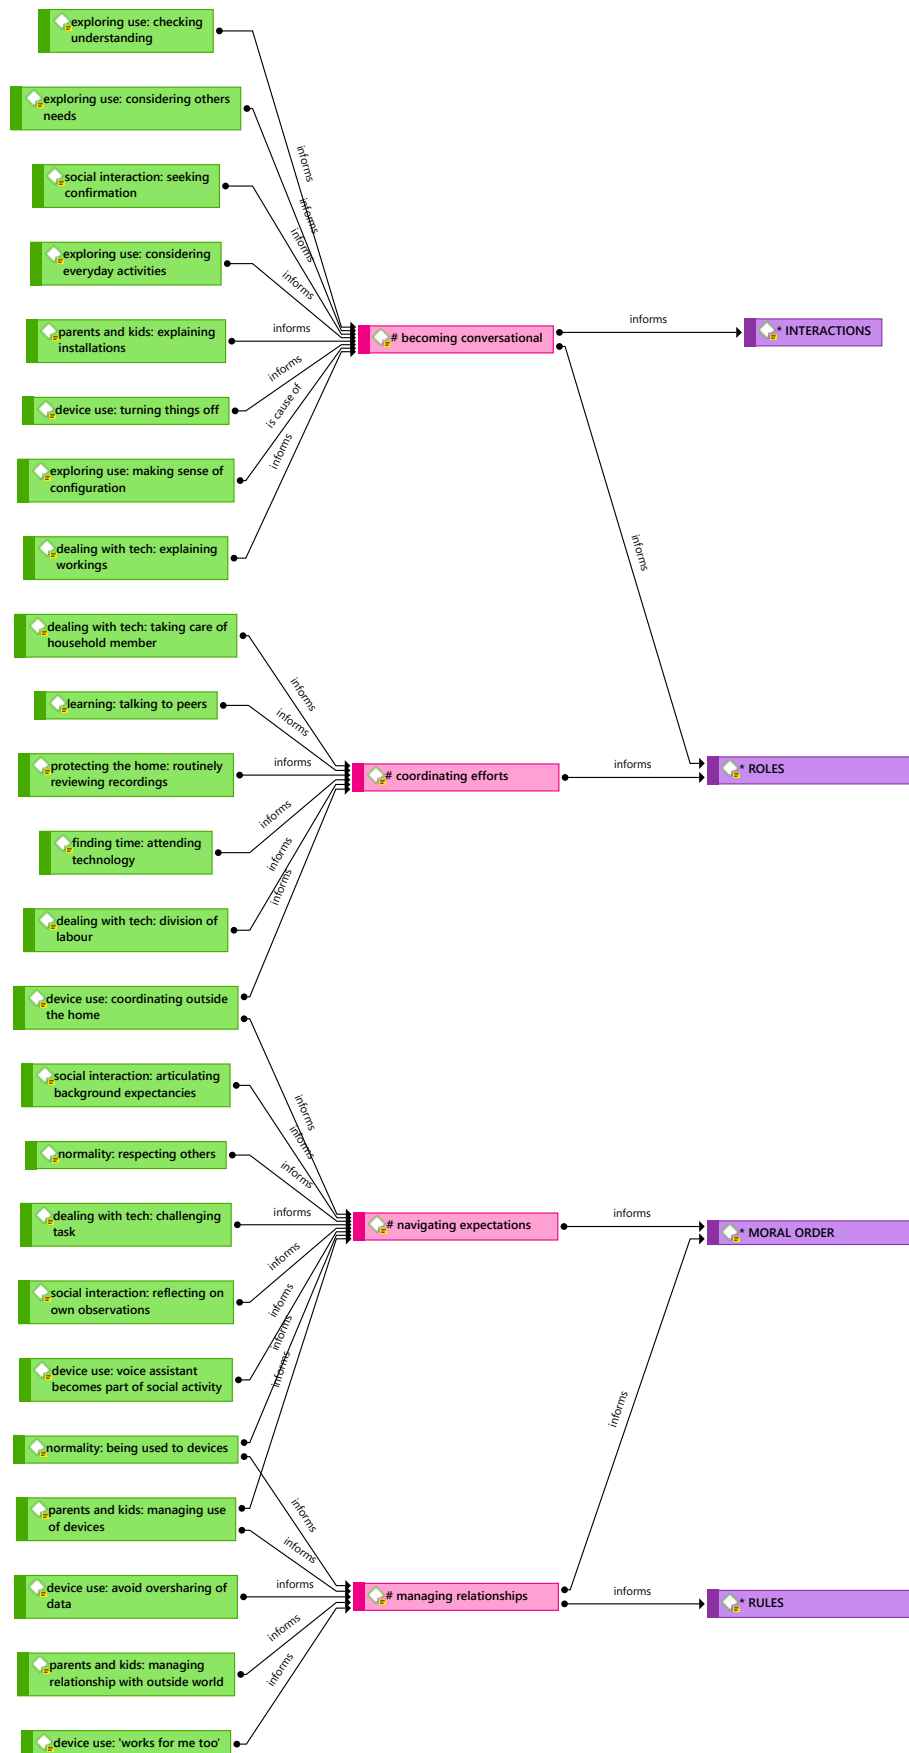 exploring use: checking
understanding
exploring use: considering others
needs
social interaction: seeking
confirmation
exploring use: considering
everyday activities
parents and kids: explaining
installations
device use: turning things off
exploring use: making sense of
configuration
dealing with tech: explaining
workings
informs
informs
informs
informs
informs
informs
is cause of
informs
# becoming conversational
informs
* INTERACTIONS
informs
dealing with tech: taking care of
household member
learning: talking to peers
protecting the home: routinely
reviewing recordings
finding time: attending
technology
dealing with tech: division of
labour
device use: coordinating outside
the home
informs
informs
informs
informs
informs
informs
# coordinating efforts
informs
* ROLES
social interaction: articulating
background expectancies
normality: respecting others
dealing with tech: challenging
task
social interaction: reflecting on
own observations
device use: voice assistant
becomes part of social activity
normality: being used to devices
parents and kids: managing use
of devices
informs
informs
informs
informs
informs
informs
informs
informs
# navigating expectations
informs
* MORAL ORDER
informs
device use: avoid oversharing of
data
parents and kids: managing
relationship with outside world
device use: 'works for me too'
informs
informs
informs
informs
informs
# managing relationships
informs
* RULES